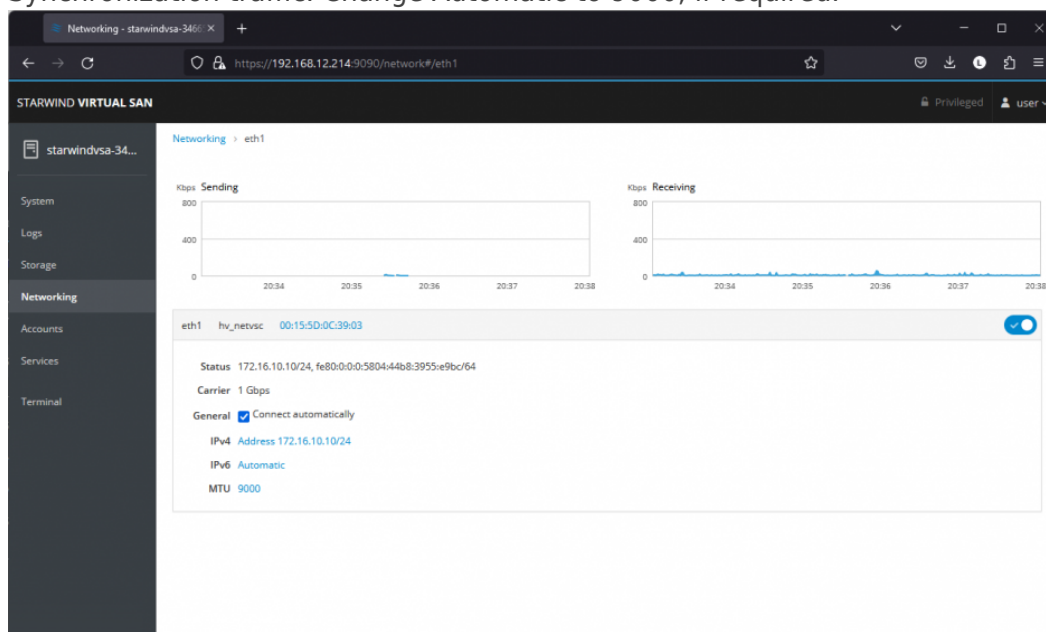 Synchronization traffic. Change Automatic to 9000, if required.
Networking - starwindvsa-3466
https://192.168.12.214:9090/network#/eth1
STARWIND VIRTUAL SAN
Privileged
user
starwindvsa-34...
Networking > eth1
System
Logs
Storage
Networking
Accounts
Services
Terminal
Kbps Sending
800
400
0
20:34 20:35 20:36 20:37 20:38
Kbps Receiving
800
400
0
20:34 20:35 20:36 20:37 20:38
eth1 hv_netvsc 00:15:5D:0C:39:03
Status 172.16.10.10/24, fe80:0:0:0:5804:44b8:3955:e9bc/64
Carrier 1 Gbps
General Connect automatically
IPv4 Address 172.16.10.10/24
IPv6 Automatic
MTU 9000